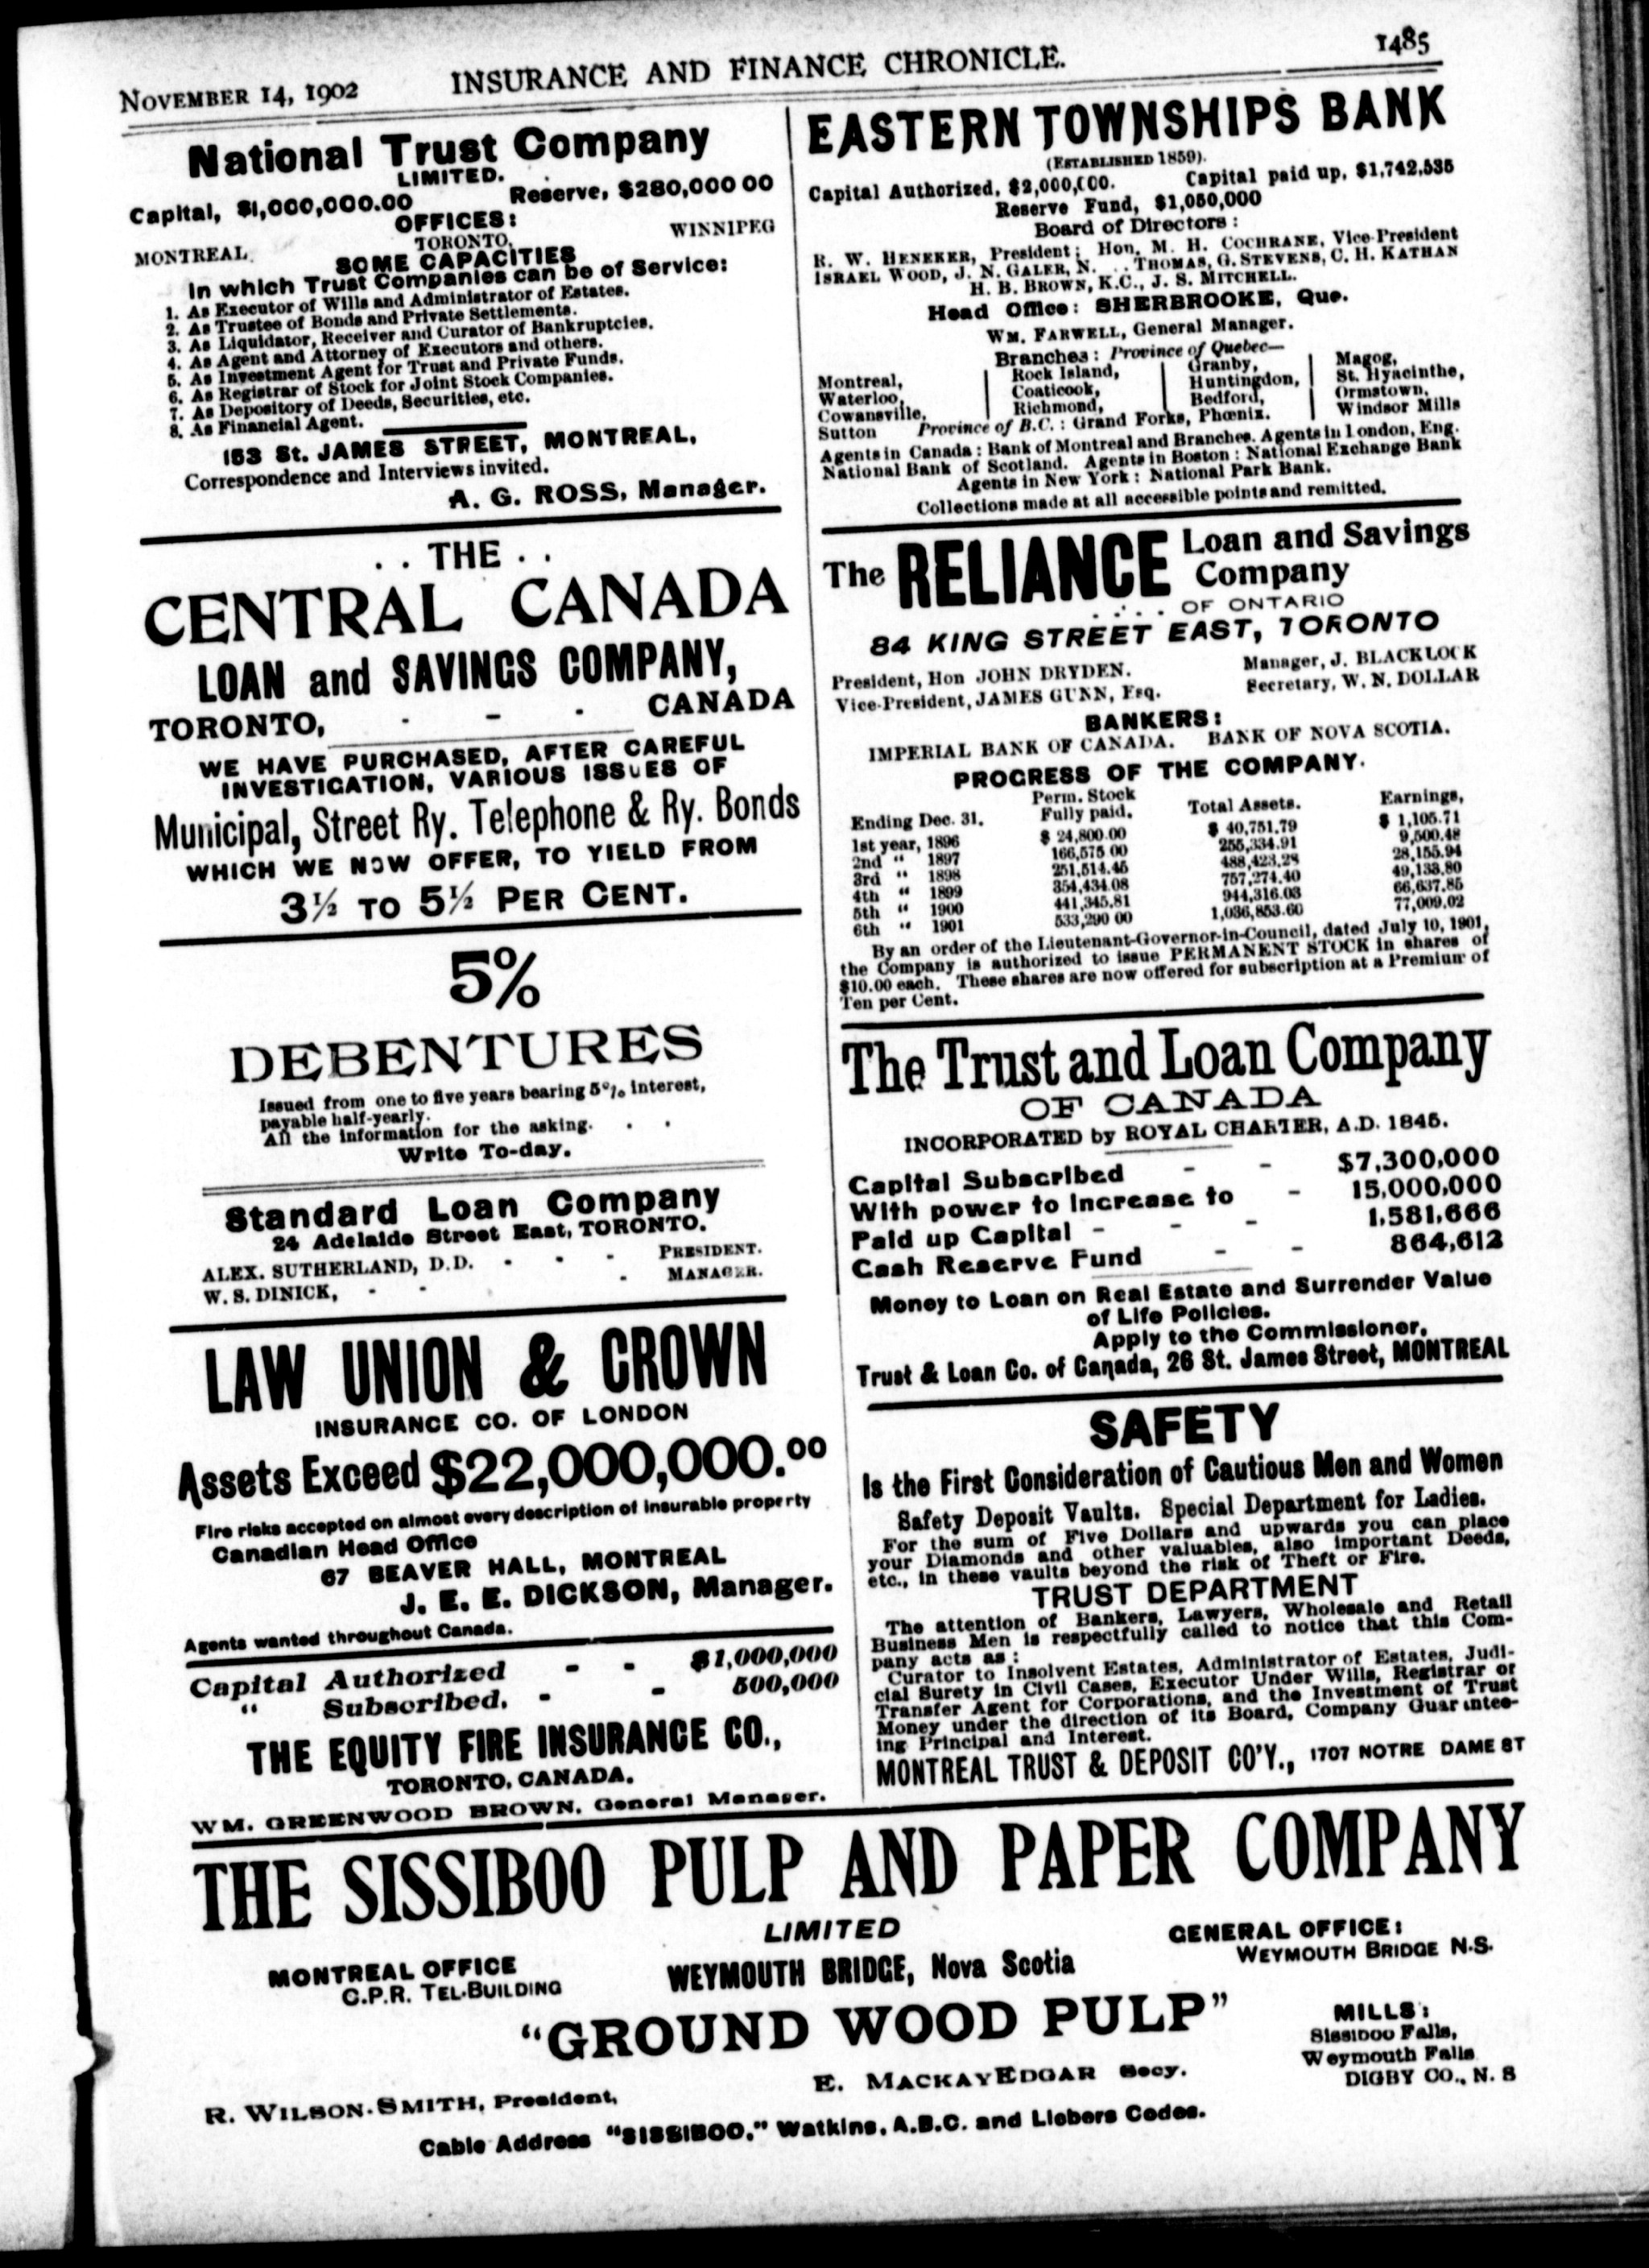 NOVEMBER 14, 1902 INSURANCE AND FINANCE CHRONICLE. 1485
National Trust Company
LIMITED.
Capital, $1,000,000.00 Reserve, $280,000 00
OFFICES:
MONTREAL. TORONTO, WINNIPEG
SOME CAPACITIES
In which Trust Companies can be of Service:
1. As Executor of Wills and Administrator of Estates.
2. As Trustee of Bonds and Private Settlements.
3. As Liquidator, Receiver and Curator of Bankruptcies.
4. As Agent and Attorney of Executors and others.
5. As Investment Agent for Trust and Private Funds.
6. As Registrar of Stock for Joint Stock Companies.
7. As Depository of Deeds, Securities, etc.
8. As Financial Agent.
153 St. JAMES STREET, MONTREAL,
Correspondence and Interviews invited.
A. G. ROSS, Manager.
. . THE . .
CENTRAL CANADA
LOAN and SAVINGS COMPANY,
TORONTO, - - - CANADA
WE HAVE PURCHASED, AFTER CAREFUL
INVESTIGATION, VARIOUS ISSUES OF
Municipal, Street Ry. Telephone & Ry. Bonds
WHICH WE NOW OFFER, TO YIELD FROM
3½ TO 5½ PER CENT.
5%
DEBENTURES
Issued from one to five years bearing 5% interest,
payable half-yearly.
All the information for the asking. . .
Write To-day.
Standard Loan Company
24 Adelaide Street East, TORONTO.
ALEX. SUTHERLAND, D.D. - - - PRESIDENT.
W. S. DINICK, - - - MANAGER.
LAW UNION & CROWN
INSURANCE CO. OF LONDON
Assets Exceed $22,000,000.00
Fire risks accepted on almost every description of insurable property
Canadian Head Office
67 BEAVER HALL, MONTREAL
J. E. E. DICKSON, Manager.
Agents wanted throughout Canada.
Capital Authorized - - $1,000,000
" Subscribed, - - 500,000
THE EQUITY FIRE INSURANCE CO.,
TORONTO, CANADA.
WM. GREENWOOD BROWN, General Manager.
EASTERN TOWNSHIPS BANK
(ESTABLISHED 1859).
Capital Authorized, $2,000,000. Capital paid up, $1,742,535
Reserve Fund, $1,050,000
Board of Directors:
R. W. HENEKER, President; Hon. M. H. COCHRANE, Vice-President
ISRAEL WOOD, J. N. GALER, N. . . THOMAS, G. STEVENS, C. H. KATHAN
H. B. BROWN, K.C., J. S. MITCHELL.
Head Office: SHERBROOKE, Que.
WM. FARWELL, General Manager.
Branches: Province of Quebec—
Montreal, Rock Island, Granby, Magog,
Waterloo, Coaticook, Huntingdon, St. Hyacinthe,
Cowansville, Richmond, Bedford, Ormstown,
Sutton Province of B.C.: Grand Forks, Phœnix. Windsor Mills
Agents in Canada: Bank of Montreal and Branches. Agents in London, Eng.
National Bank of Scotland. Agents in Boston: National Exchange Bank
Agents in New York: National Park Bank.
Collections made at all accessible points and remitted.
The RELIANCE Loan and Savings
Company
. . . . . OF ONTARIO
84 KING STREET EAST, TORONTO
President, Hon JOHN DRYDEN. Manager, J. BLACKLOCK
Vice-President, JAMES GUNN, Esq. Secretary, W. N. DOLLAR
BANKERS:
IMPERIAL BANK OF CANADA. BANK OF NOVA SCOTIA.
PROGRESS OF THE COMPANY.
Ending Dec. 31. Perm. Stock Fully paid. Total Assets. Earnings,
1st year, 1896 $ 24,800.00 $ 40,751.79 $ 1,105.71
2nd " 1897 166,575 00 255,334.91 9,500.48
3rd " 1898 251,514.46 488,423.28 28,155.94
4th " 1899 354,434.08 757,274.40 49,133.80
5th " 1900 441,345.81 944,316.03 66,637.85
6th " 1901 533,290 00 1,036,853.60 77,009.02
By an order of the Lieutenant-Governor-in-Council, dated July 10, 1901,
the Company is authorized to issue PERMANENT STOCK in shares of
$10.00 each. These shares are now offered for subscription at a Premium of
Ten per Cent.
The Trust and Loan Company
OF CANADA
INCORPORATED by ROYAL CHARTER, A.D. 1845.
Capital Subscribed - - $7,300,000
With power to increase to - 15,000,000
Paid up Capital - - - 1,581,666
Cash Reserve Fund - - 864,612
Money to Loan on Real Estate and Surrender Value
of Life Policies.
Apply to the Commissioner,
Trust & Loan Co. of Canada, 26 St. James Street, MONTREAL
SAFETY
Is the First Consideration of Cautious Men and Women
Safety Deposit Vaults. Special Department for Ladies.
For the sum of Five Dollars and upwards you can place
your Diamonds and other valuables, also important Deeds,
etc., in these vaults beyond the risk of Theft or Fire.
TRUST DEPARTMENT
The attention of Bankers, Lawyers, Wholesale and Retail
Business Men is respectfully called to notice that this Com-
pany acts as:
Curator to Insolvent Estates, Administrator of Estates, Judi-
cial Surety in Civil Cases, Executor Under Wills, Registrar or
Transfer Agent for Corporations, and the Investment of Trust
Money under the direction of its Board, Company Guarantee-
ing Principal and Interest.
MONTREAL TRUST & DEPOSIT CO'Y., 1707 NOTRE DAME ST
THE SISSIBOO PULP AND PAPER COMPANY
LIMITED
MONTREAL OFFICE
C.P.R. TEL-BUILDING
WEYMOUTH BRIDGE, Nova Scotia
GENERAL OFFICE:
WEYMOUTH BRIDGE N.S.
"GROUND WOOD PULP"
MILLS:
Sissiboo Falls,
Weymouth Falls
DIGBY CO., N. S
R. WILSON-SMITH, President, E. MACKAY EDGAR Secy.
Cable Address "SISSIBOO," Watkins, A.B.C. and Liebers Codes.